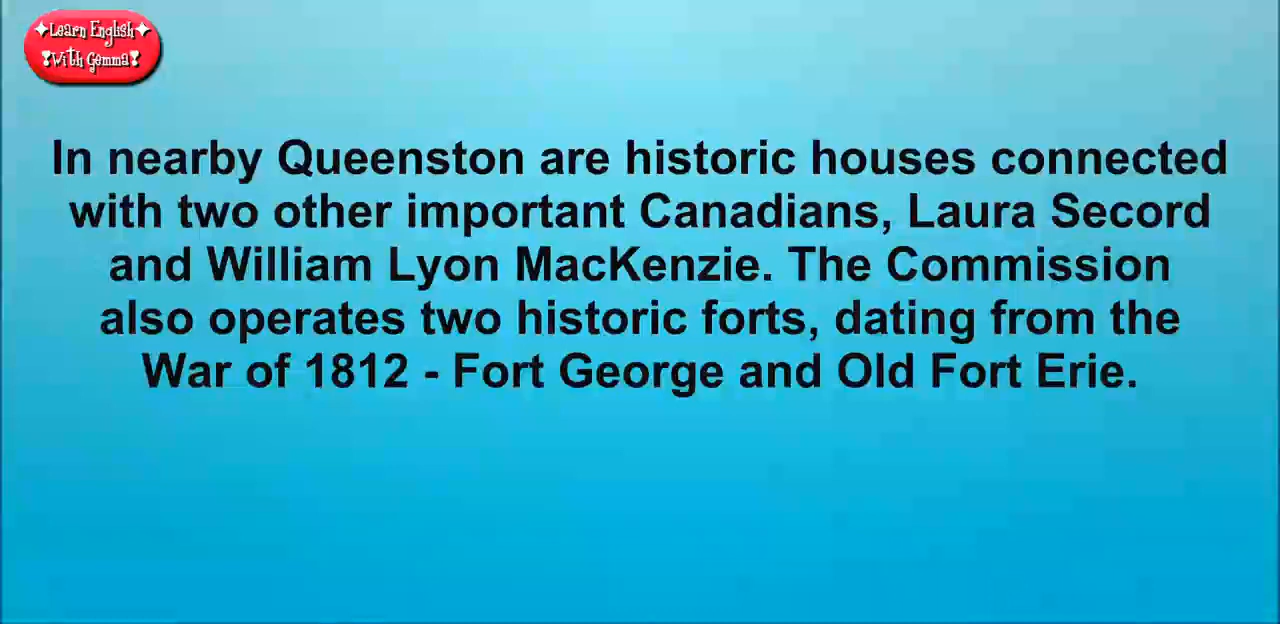 Learn English
With Gemma
In nearby Queenston are historic houses connected
with two other important Canadians, Laura Secord
and William Lyon MacKenzie. The Commission
also operates two historic forts, dating from the
War of 1812 - Fort George and Old Fort Erie.